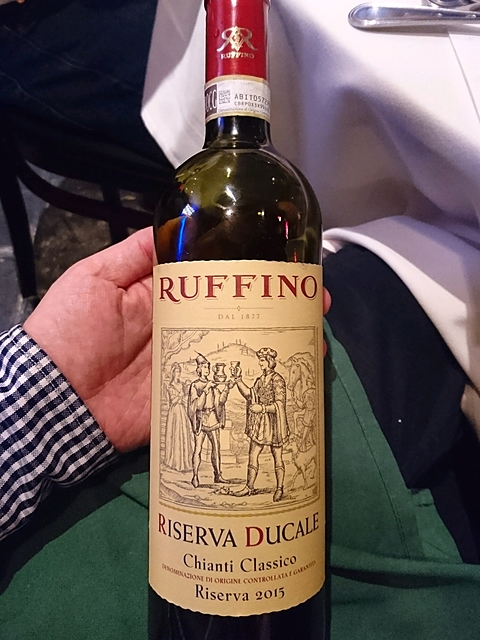 RUFFINO
RUFFINO
DAL 1877
RISERVA DUCALE
Chianti Classico
DENOMINAZIONE DI ORIGINE CONTROLLATA E GARANTITA
Riserva 2015